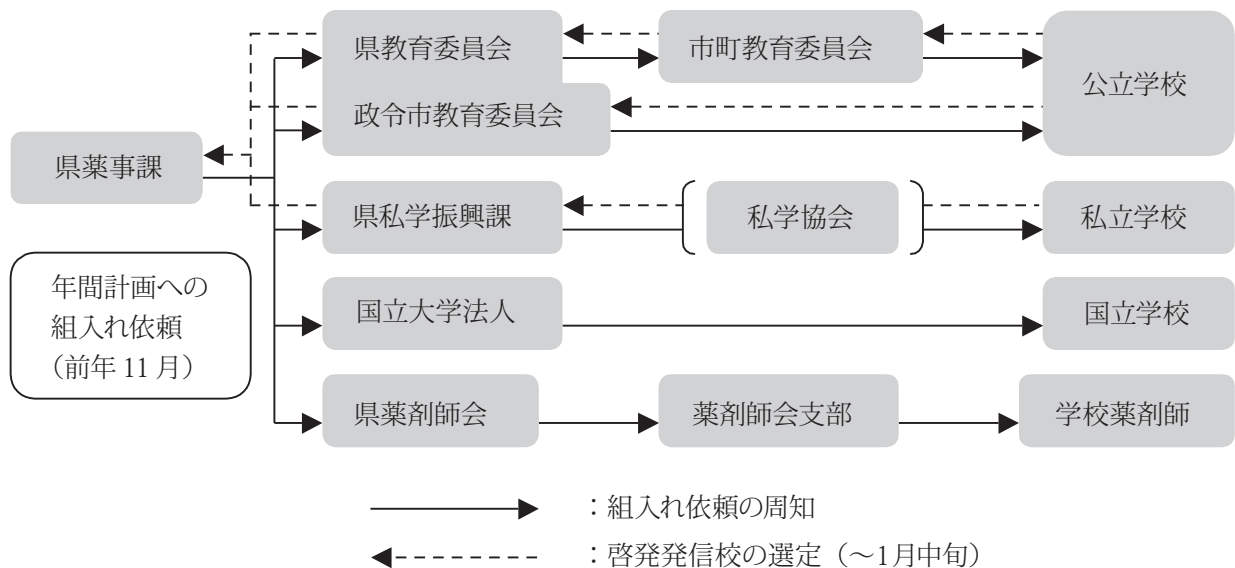 県教育委員会
市町教育委員会
公立学校
政令市教育委員会
県薬事課
県私学振興課
私学協会
私立学校
年間計画への
組入れ依頼
（前年 11 月）
国立大学法人
国立学校
県薬剤師会
薬剤師会支部
学校薬剤師
：組入れ依頼の周知
：啓発発信校の選定（～1月中旬）